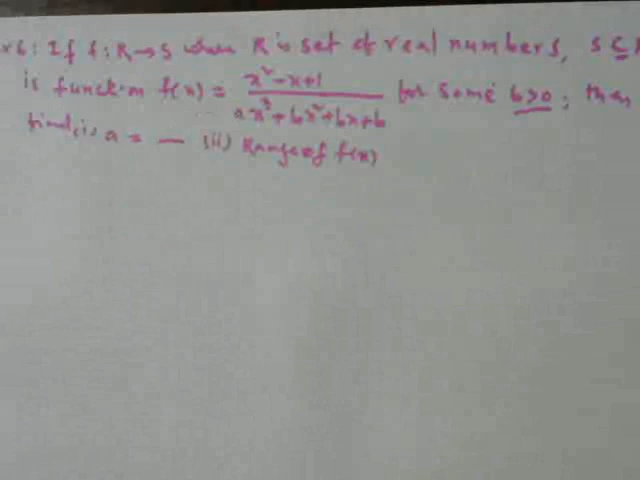 If f: R→S where R is set of real numbers, S ⊆
is function f(x) = x²-x+1 / ax³+bx²+bx+b for some b>0; then
find (i) a = — (ii) Range of f(x)